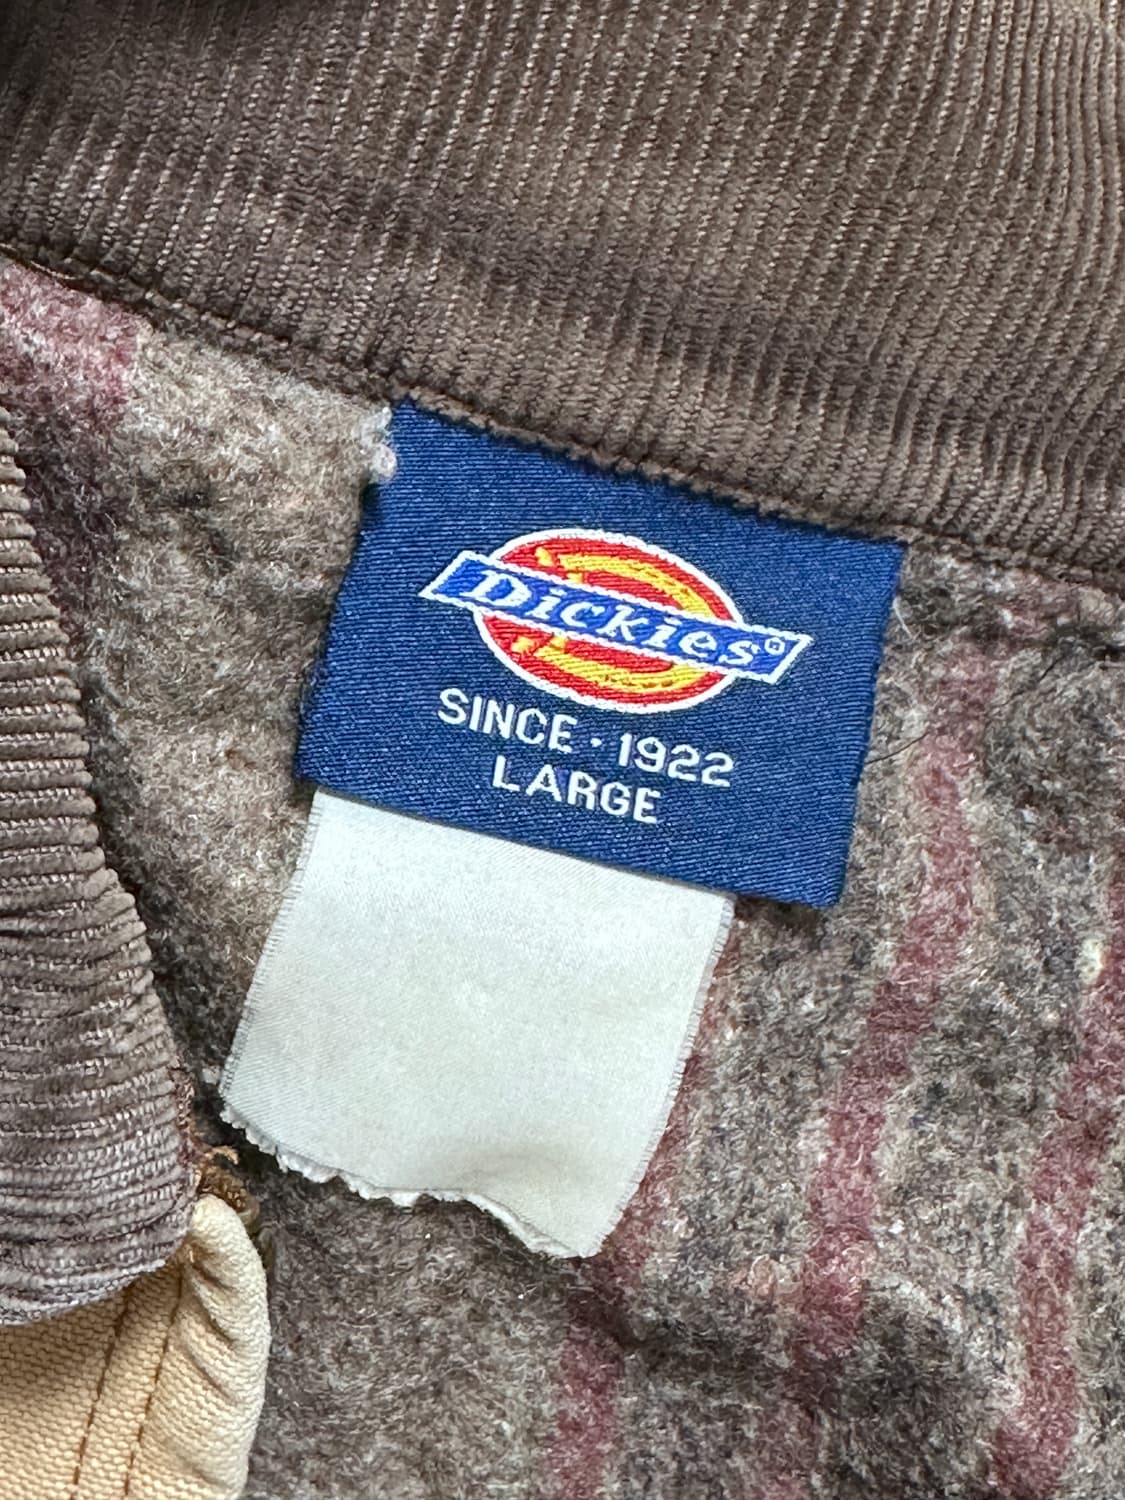 Dickies®
SINCE · 1922
LARGE